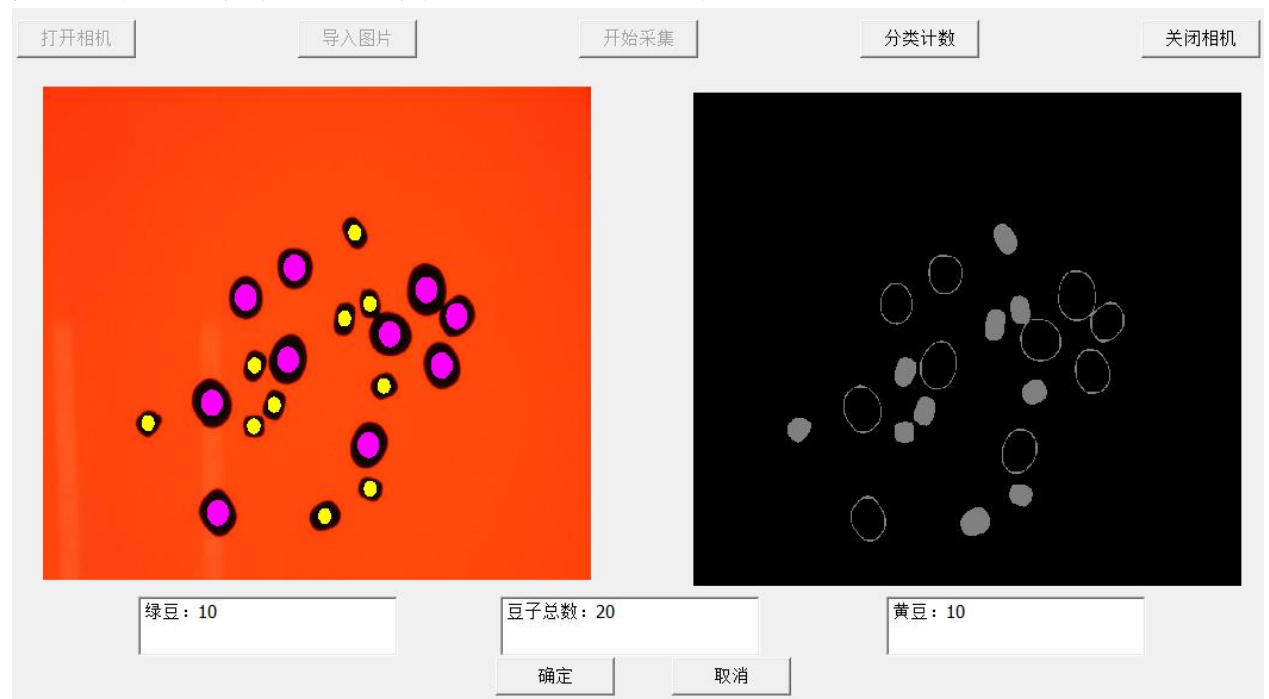 打开相机
导入图片
开始采集
分类计数
关闭相机
绿豆：10
豆子总数：20
黄豆：10
确定
取消